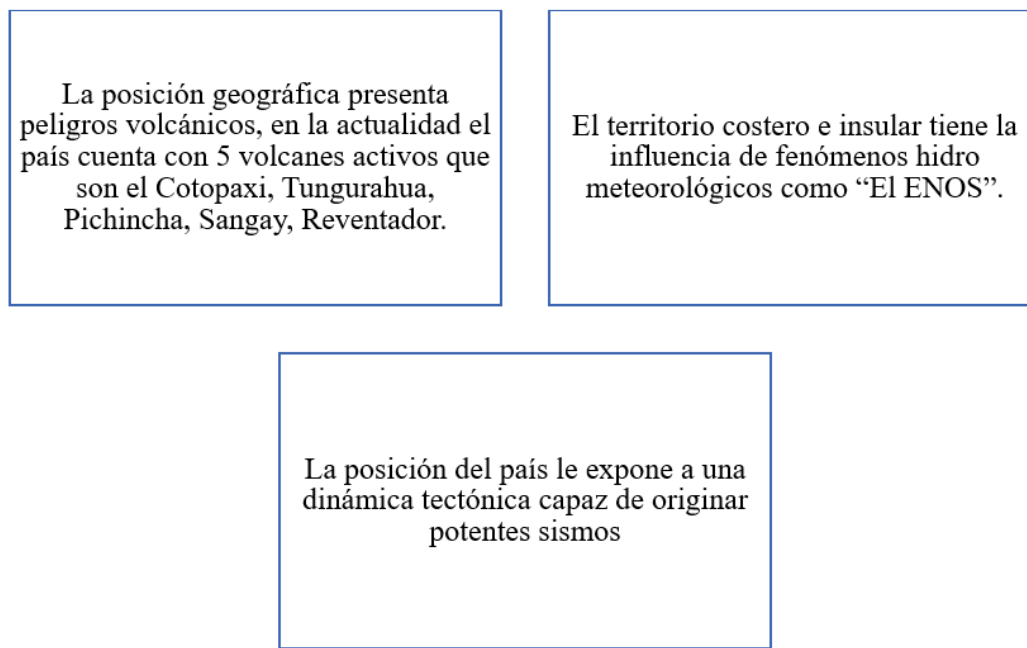 La posición geográfica presenta
peligros volcánicos, en la actualidad el
país cuenta con 5 volcanes activos que
son el Cotopaxi, Tungurahua,
Pichincha, Sangay, Reventador.
El territorio costero e insular tiene la
influencia de fenómenos hidro
meteorológicos como “El ENOS”.
La posición del país le expone a una
dinámica tectónica capaz de originar
potentes sismos